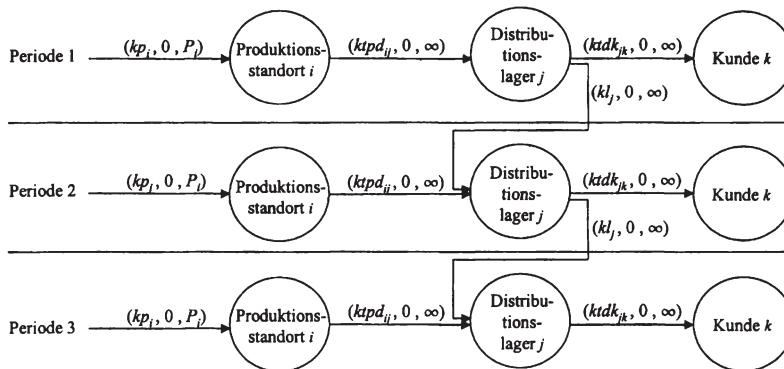 Periode 1
(kp_i, 0 , P_i)
Produktions-
standort i
(ktpd_ij, 0 , ∞)
Distribu-
tions-
lager j
(ktdk_jk, 0 , ∞)
Kunde k
(kl_j, 0 , ∞)
Periode 2
(kp_i, 0 , P_i)
Produktions-
standort i
(ktpd_ij, 0 , ∞)
Distribu-
tions-
lager j
(ktdk_jk, 0 , ∞)
Kunde k
(kl_j, 0 , ∞)
Periode 3
(kp_i, 0 , P_i)
Produktions-
standort i
(ktpd_ij, 0 , ∞)
Distribu-
tions-
lager j
(ktdk_jk, 0 , ∞)
Kunde k